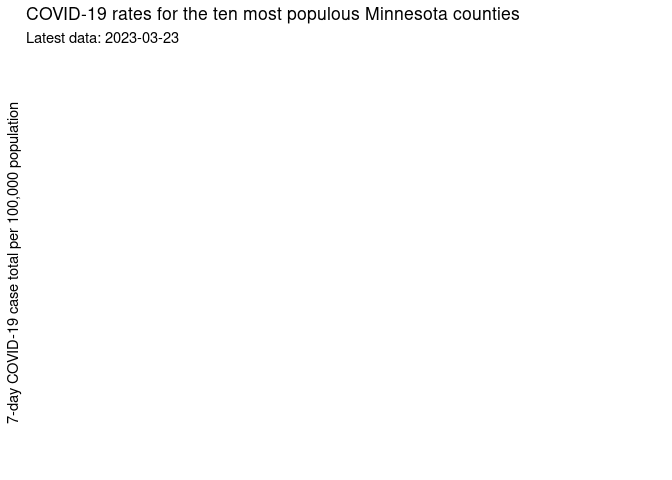 COVID-19 rates for the ten most populous Minnesota counties
Latest data: 2023-03-23
7-day COVID-19 case total per 100,000 population